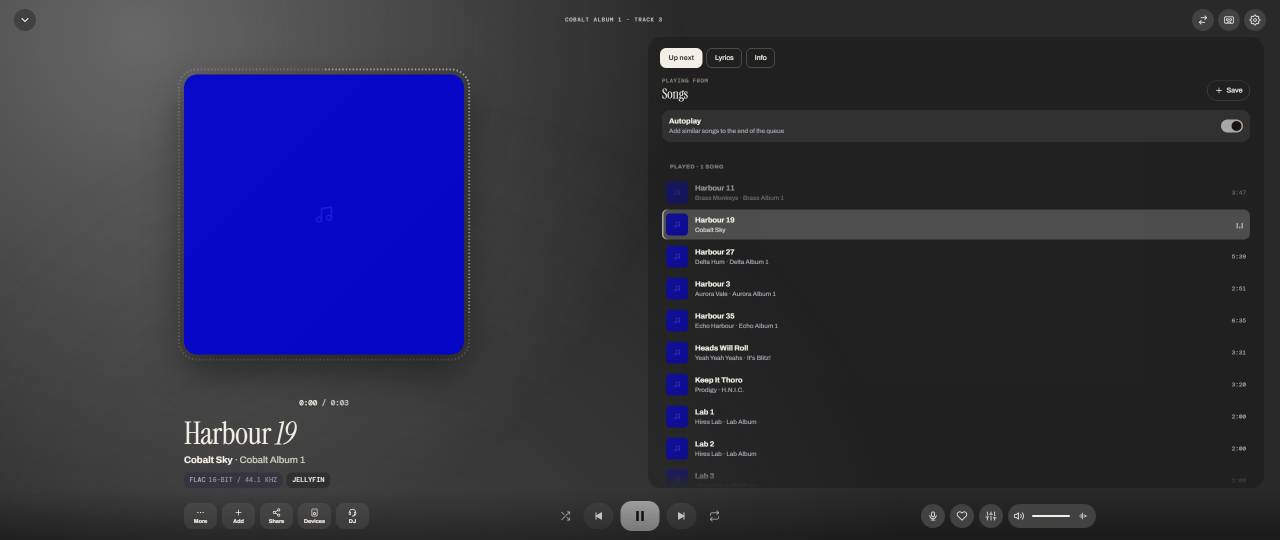 COBALT ALBUM 1 · TRACK 3
Up next
Lyrics
Info
PLAYING FROM
Songs
+ Save
Autoplay
Add similar songs to the end of the queue
PLAYED · 1 SONG
Harbour 11
Brass Monkeys · Brass Album 1
3:47
Harbour 19
Cobalt Sky
Harbour 27
Delta Hum · Delta Album 1
5:39
Harbour 3
Aurora Vale · Aurora Album 1
2:51
Harbour 35
Echo Harbour · Echo Album 1
6:35
Heads Will Roll
Yeah Yeah Yeahs · It's Blitz!
3:31
Keep It Thoro
Prodigy · H.N.I.C.
3:20
Lab 1
Hires Lab · Lab Album
2:00
Lab 2
Hires Lab · Lab Album
2:00
Lab 3
0:00 / 0:03
Harbour 19
Cobalt Sky · Cobalt Album 1
FLAC 16-BIT / 44.1 KHZ
JELLYFIN
More
Add
Share
Devices
DJ